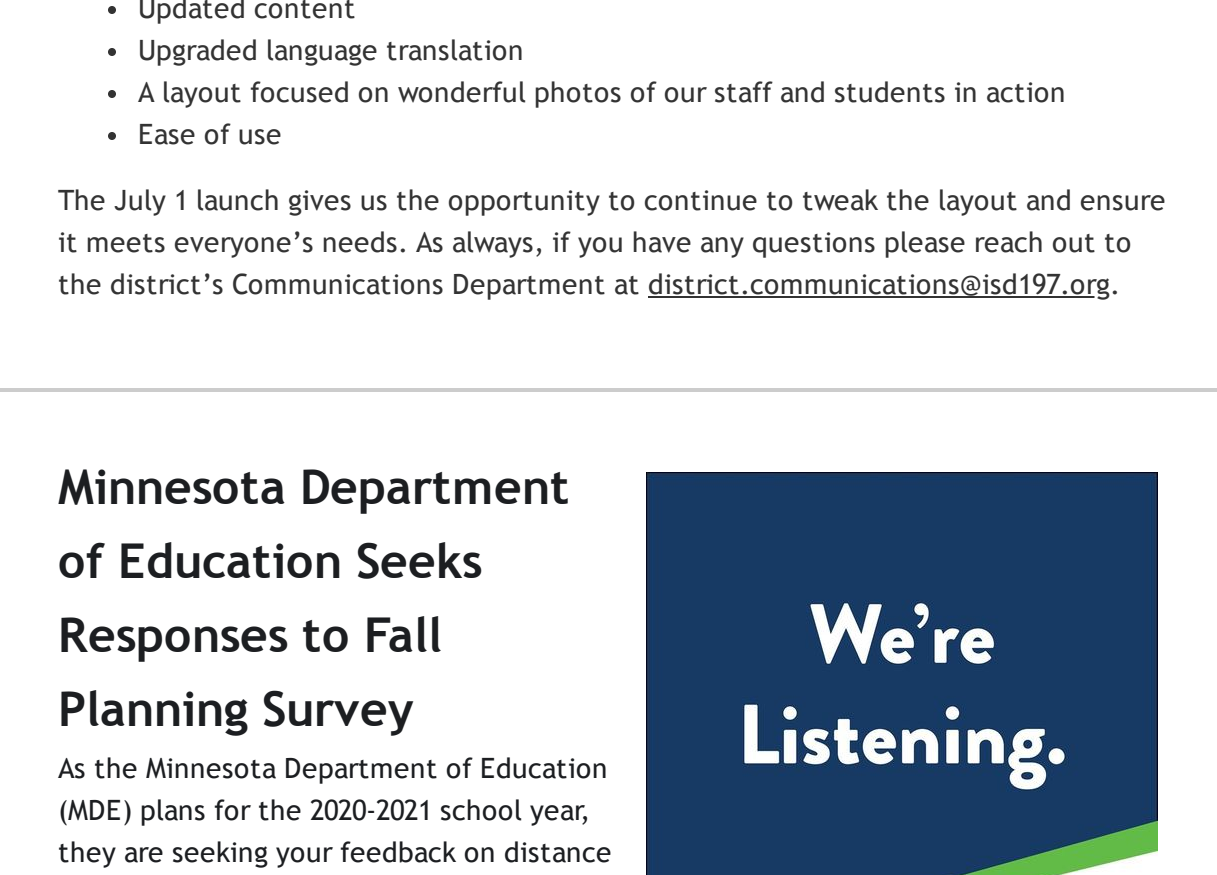 • Updated content
• Upgraded language translation
• A layout focused on wonderful photos of our staff and students in action
• Ease of use
The July 1 launch gives us the opportunity to continue to tweak the layout and ensure
it meets everyone’s needs. As always, if you have any questions please reach out to
the district’s Communications Department at district.communications@isd197.org.
Minnesota Department
of Education Seeks
Responses to Fall
Planning Survey
As the Minnesota Department of Education
(MDE) plans for the 2020-2021 school year,
they are seeking your feedback on distance
We’re
Listening.